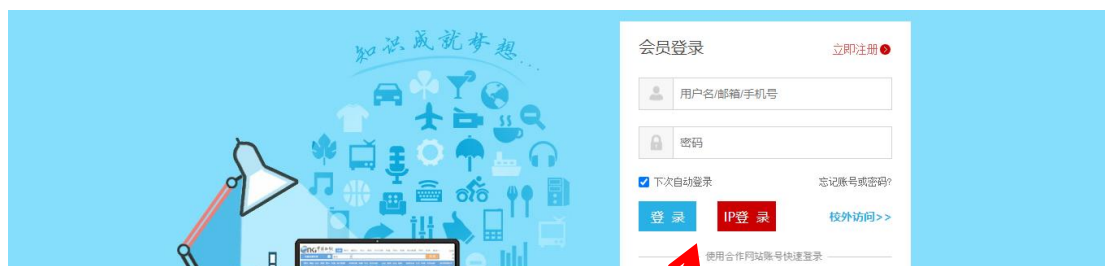 知识成就梦想...
会员登录
立即注册
用户名/邮箱/手机号
密码
下次自动登录
忘记账号或密码?
登 录
IP登 录
校外访问>>
使用合作网站账号快速登录